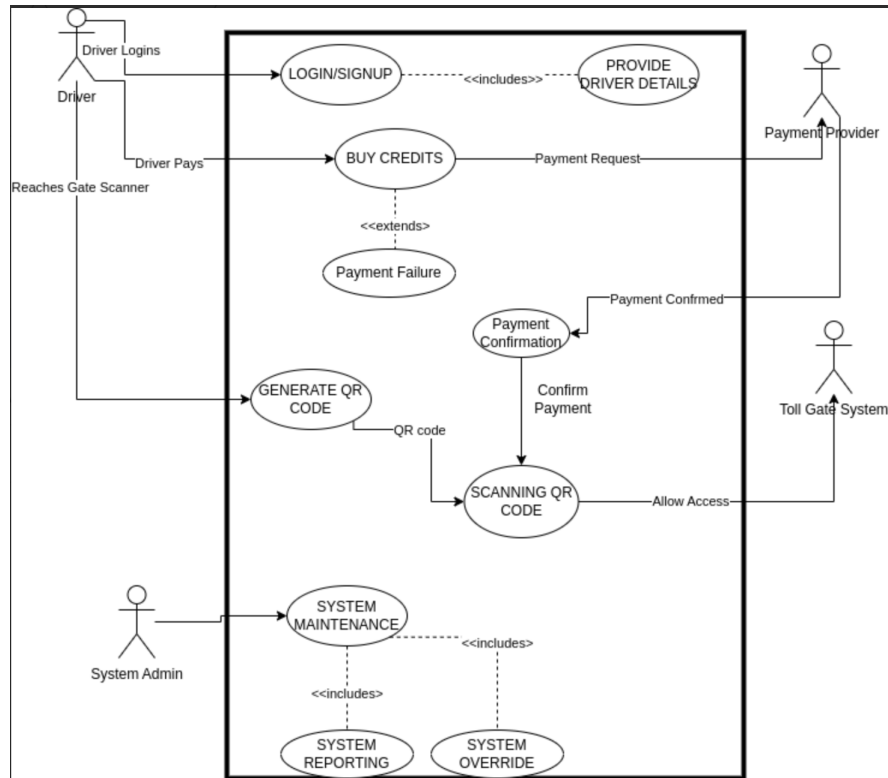 Driver Logins
Driver
LOGIN/SIGNUP
<<includes>>
PROVIDE
DRIVER DETAILS
Payment Provider
Driver Pays
BUY CREDITS
Payment Request
Reaches Gate Scanner
<<extends>
Payment Failure
Payment Confrmed
Payment
Confirmation
GENERATE QR
CODE
Confirm
Payment
Toll Gate System
QR code
SCANNING QR
CODE
Allow Access
System Admin
SYSTEM
MAINTENANCE
<<includes>
<<includes>
SYSTEM
REPORTING
SYSTEM
OVERRIDE